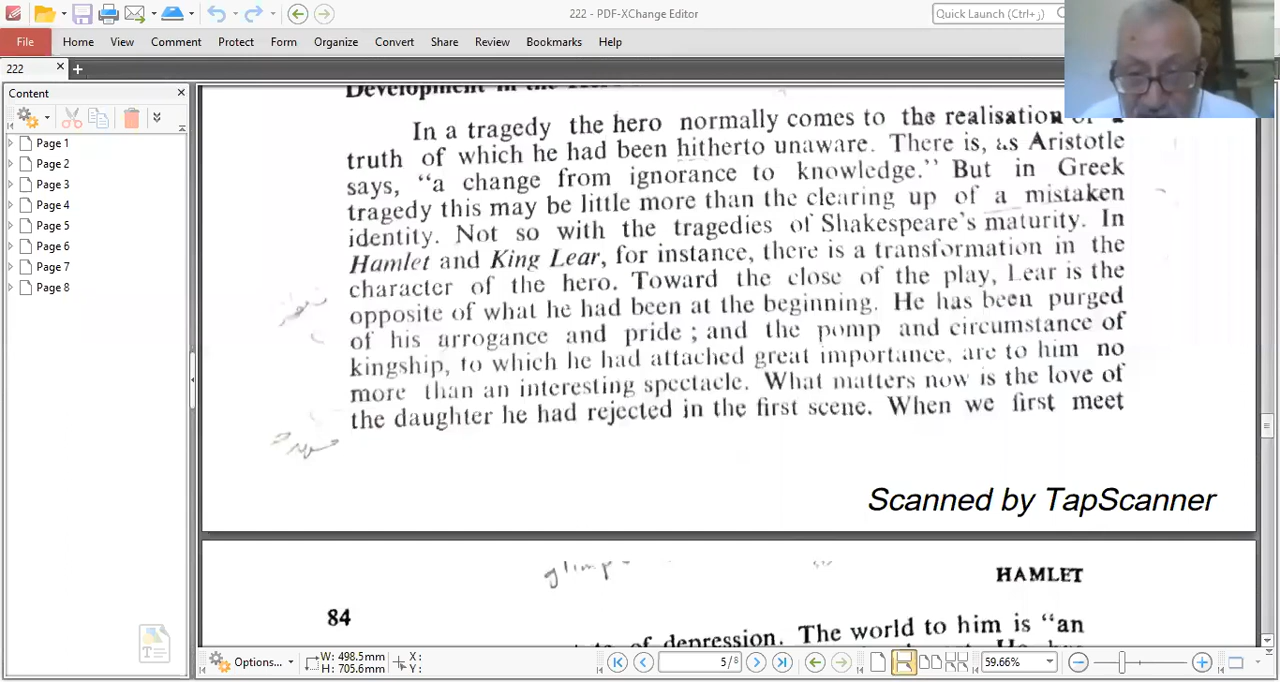 222 - PDF-XChange Editor
Quick Launch (Ctrl+J)
File Home View Comment Protect Form Organize Convert Share Review Bookmarks Help
222
Content
Page 1
Page 2
Page 3
Page 4
Page 5
Page 6
Page 7
Page 8
Development in the
In a tragedy the hero normally comes to the realisation of a
truth of which he had been hitherto unaware. There is, as Aristotle
says, "a change from ignorance to knowledge." But in Greek
tragedy this may be little more than the clearing up of a mistaken
identity. Not so with the tragedies of Shakespeare's maturity. In
Hamlet and King Lear, for instance, there is a transformation in the
character of the hero. Toward the close of the play, Lear is the
opposite of what he had been at the beginning. He has been purged
of his arrogance and pride ; and the pomp and circumstance of
kingship, to which he had attached great importance, are to him no
more than an interesting spectacle. What matters now is the love of
the daughter he had rejected in the first scene. When we first meet
Scanned by TapScanner
glimp
HAMLET
84
of depression. The world to him is "an
Options...
W: 498.5mm
H: 705.6mm
X:
Y:
5/8
59.66%